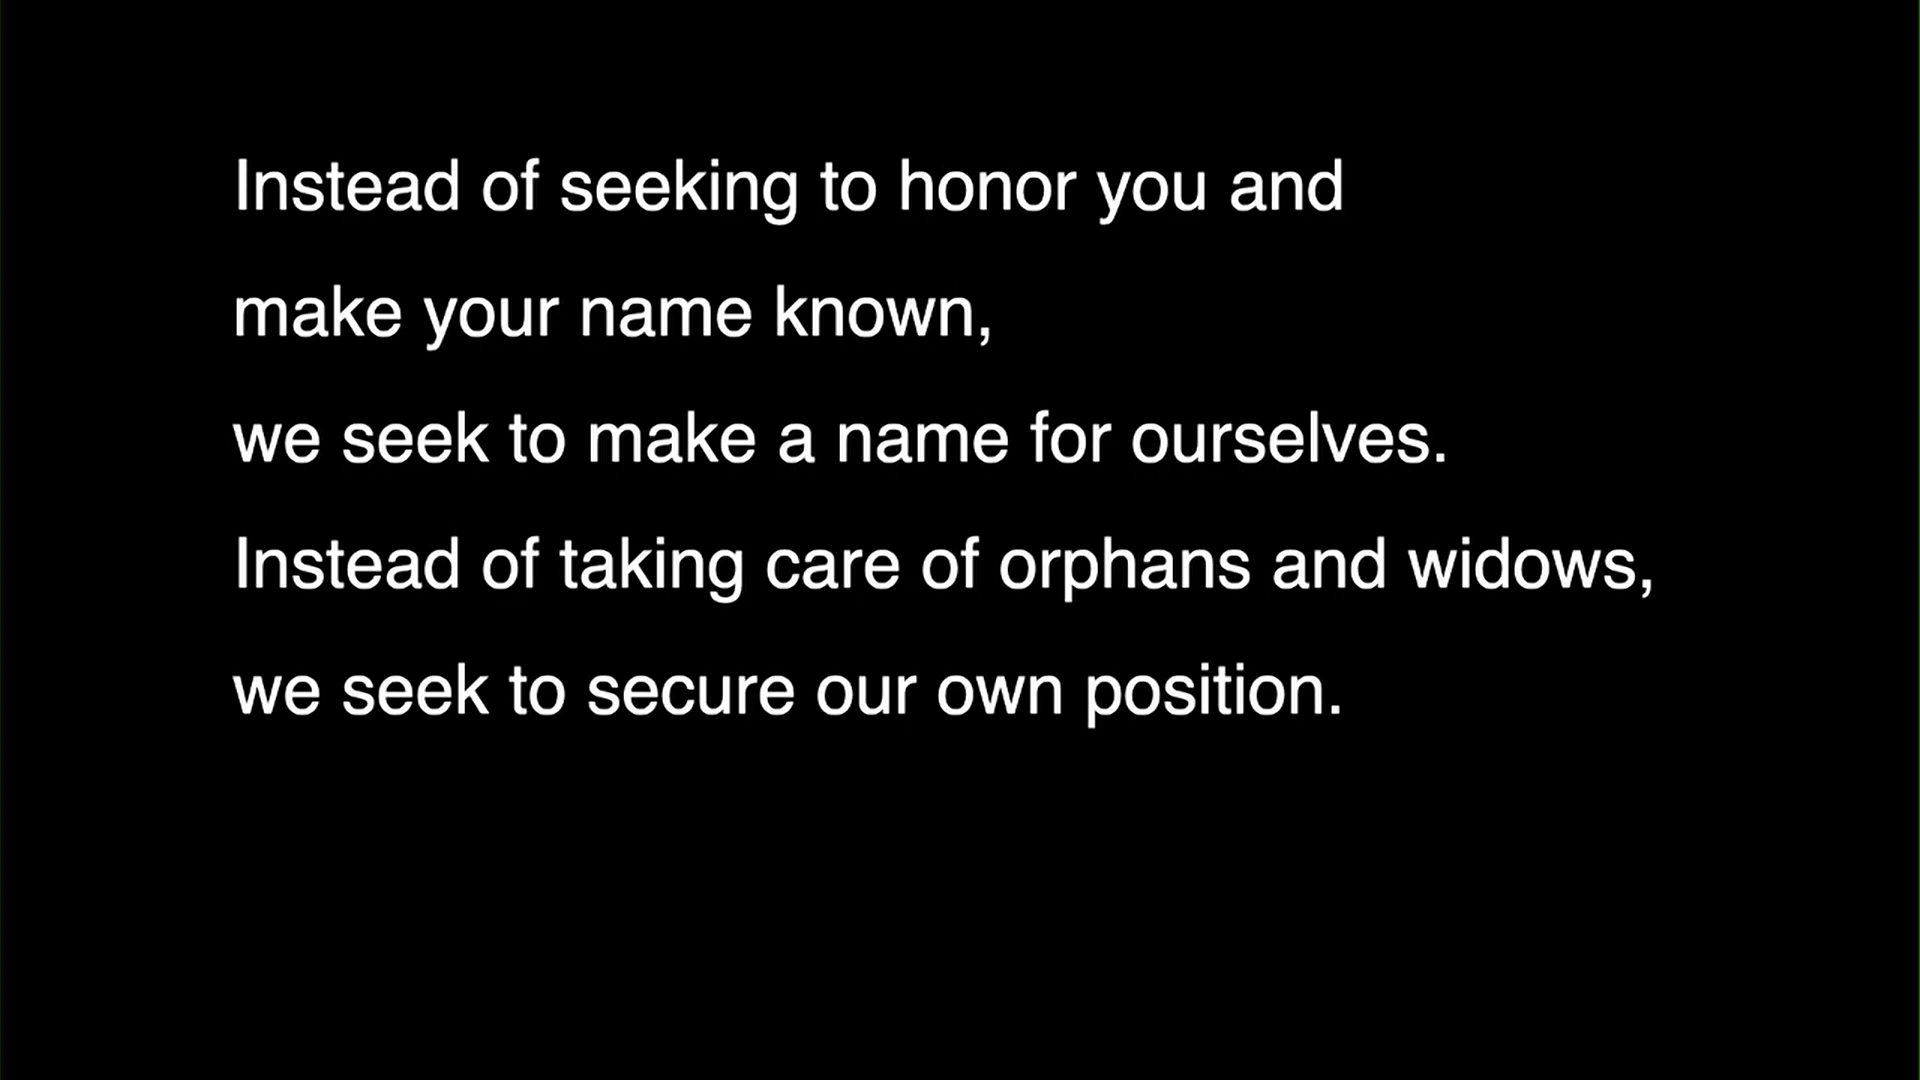 Instead of seeking to honor you and
make your name known,
we seek to make a name for ourselves.
Instead of taking care of orphans and widows,
we seek to secure our own position.